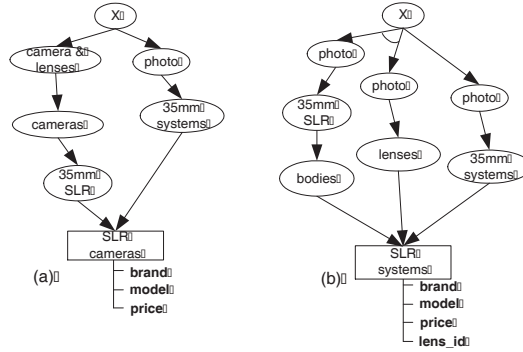 X
camera &
lenses
photo
cameras
35mm
systems
35mm
SLR
SLR
cameras
(a)
brand
model
price
X
photo
photo
photo
35mm
SLR
bodies
lenses
35mm
systems
SLR
systems
(b)
brand
model
price
lens_id